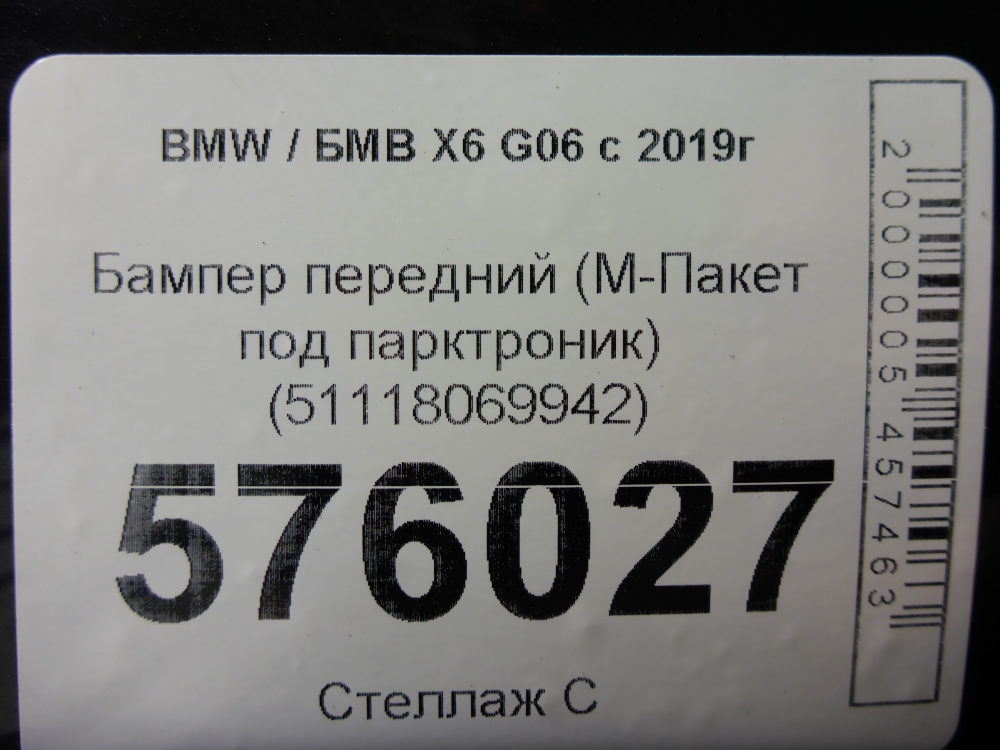 BMW / БМВ X6 G06 с 2019г
Бампер передний (М-Пакет
под парктроник)
(51118069942)
576027
Стеллаж С
2000005457463